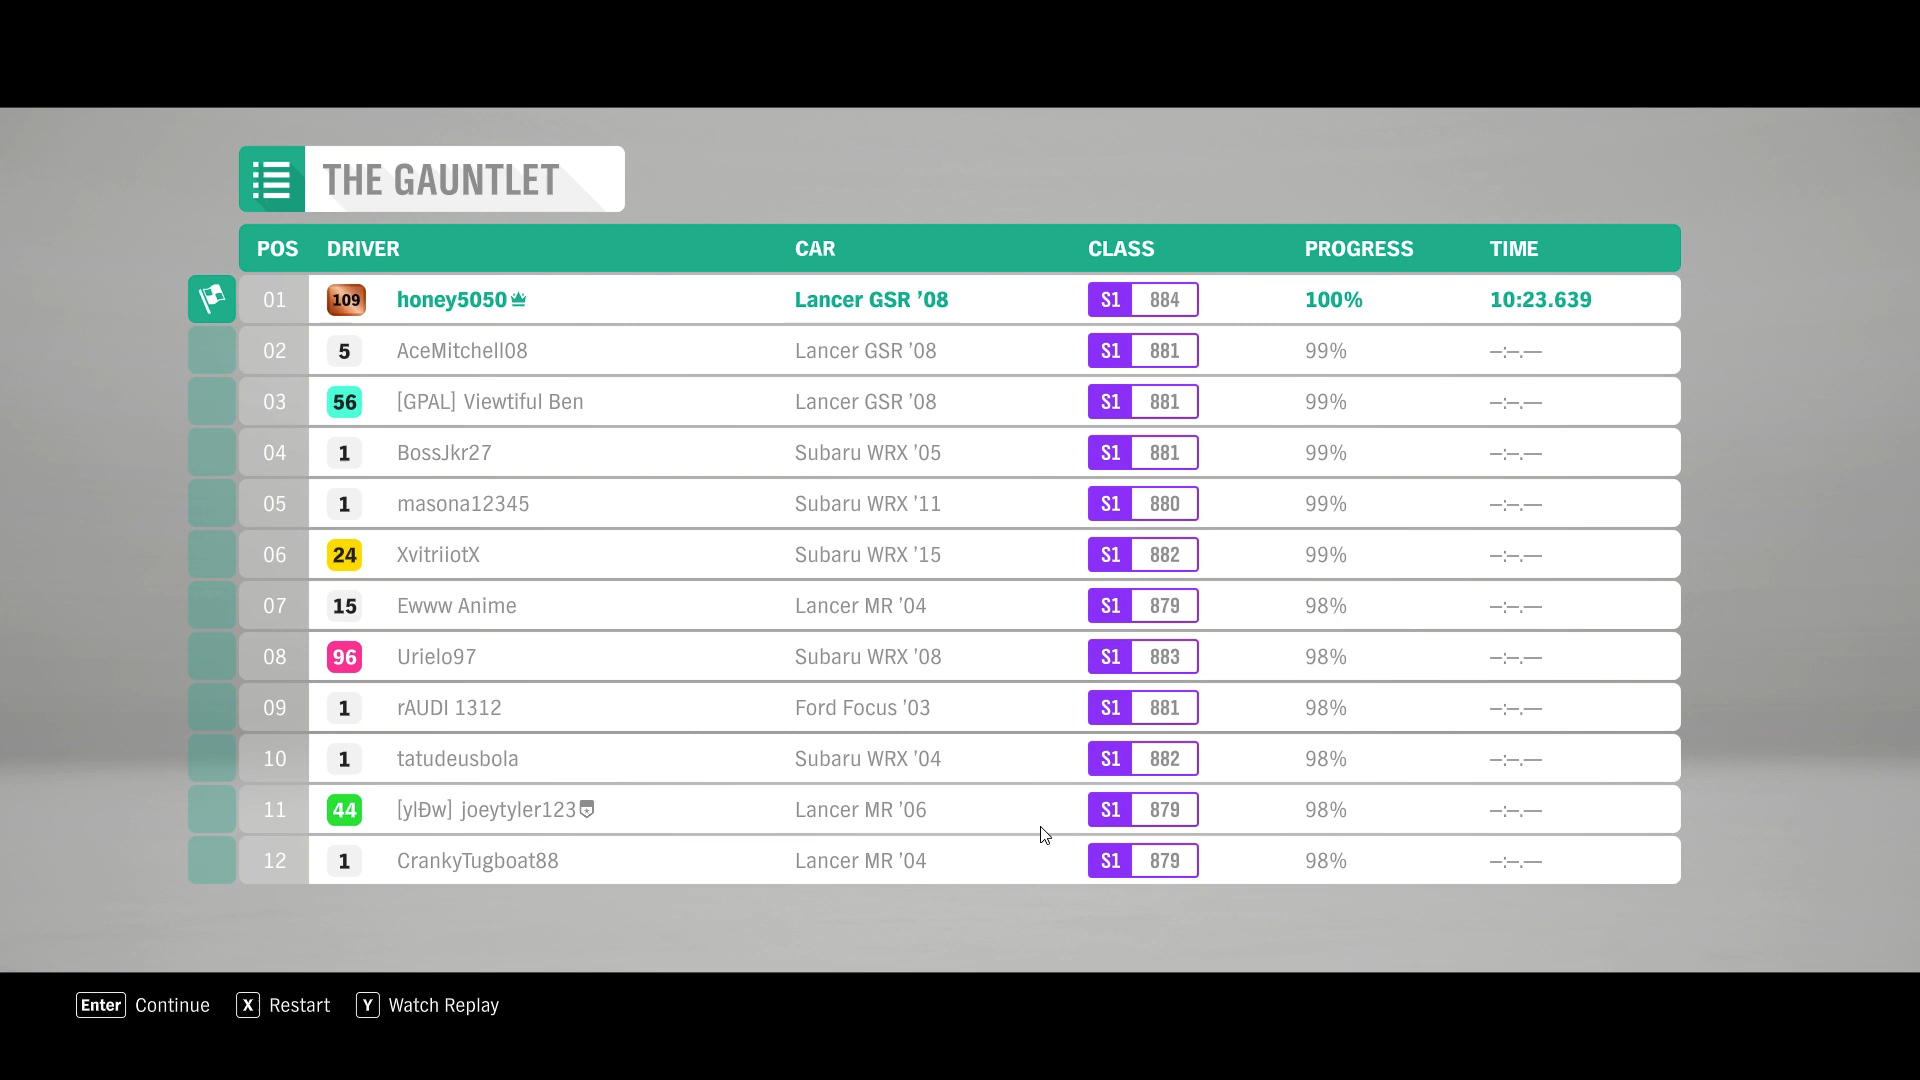 THE GAUNTLET
POS DRIVER CAR CLASS PROGRESS TIME
01 109 honey5050 Lancer GSR ’08 S1 884 100% 10:23.639
02 5 AceMitchell08 Lancer GSR ’08 S1 881 99% –:–.—
03 56 [GPAL] Viewtiful Ben Lancer GSR ’08 S1 881 99% –:–.—
04 1 BossJkr27 Subaru WRX ’05 S1 881 99% –:–.—
05 1 masona12345 Subaru WRX ’11 S1 880 99% –:–.—
06 24 XvitriiotX Subaru WRX ’15 S1 882 99% –:–.—
07 15 Ewww Anime Lancer MR ’04 S1 879 98% –:–.—
08 96 Urielo97 Subaru WRX ’08 S1 883 98% –:–.—
09 1 rAUDI 1312 Ford Focus ’03 S1 881 98% –:–.—
10 1 tatudeusbola Subaru WRX ’04 S1 882 98% –:–.—
11 44 [ylĐw] joeytyler123 Lancer MR ’06 S1 879 98% –:–.—
12 1 CrankyTugboat88 Lancer MR ’04 S1 879 98% –:–.—
Enter Continue X Restart Y Watch Replay